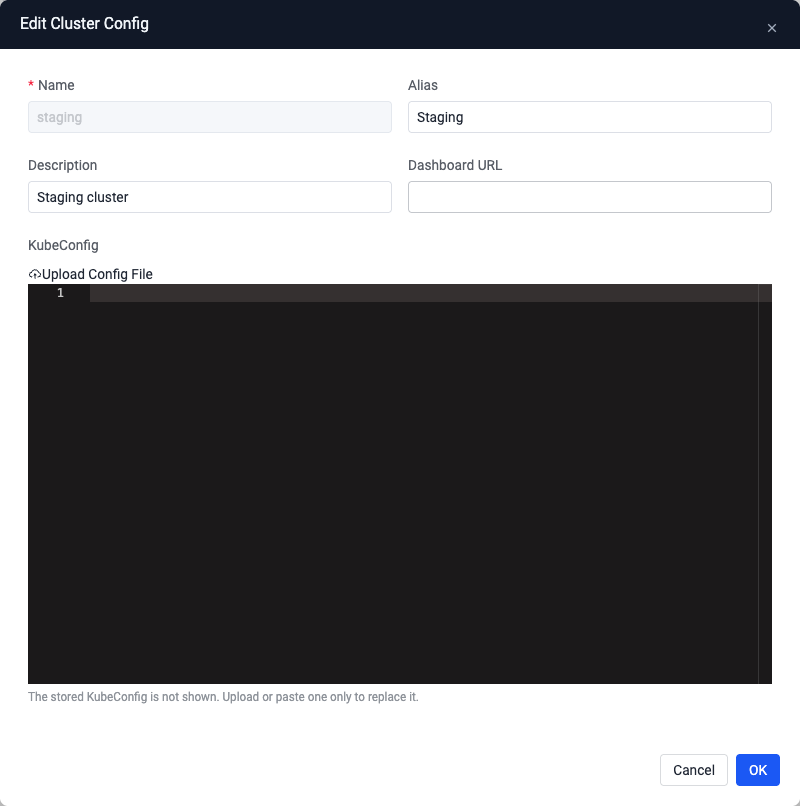 Edit Cluster Config
* Name
Alias
staging
Staging
Description
Dashboard URL
Staging cluster
KubeConfig
Upload Config File
1
The stored KubeConfig is not shown. Upload or paste one only to replace it.
Cancel
OK